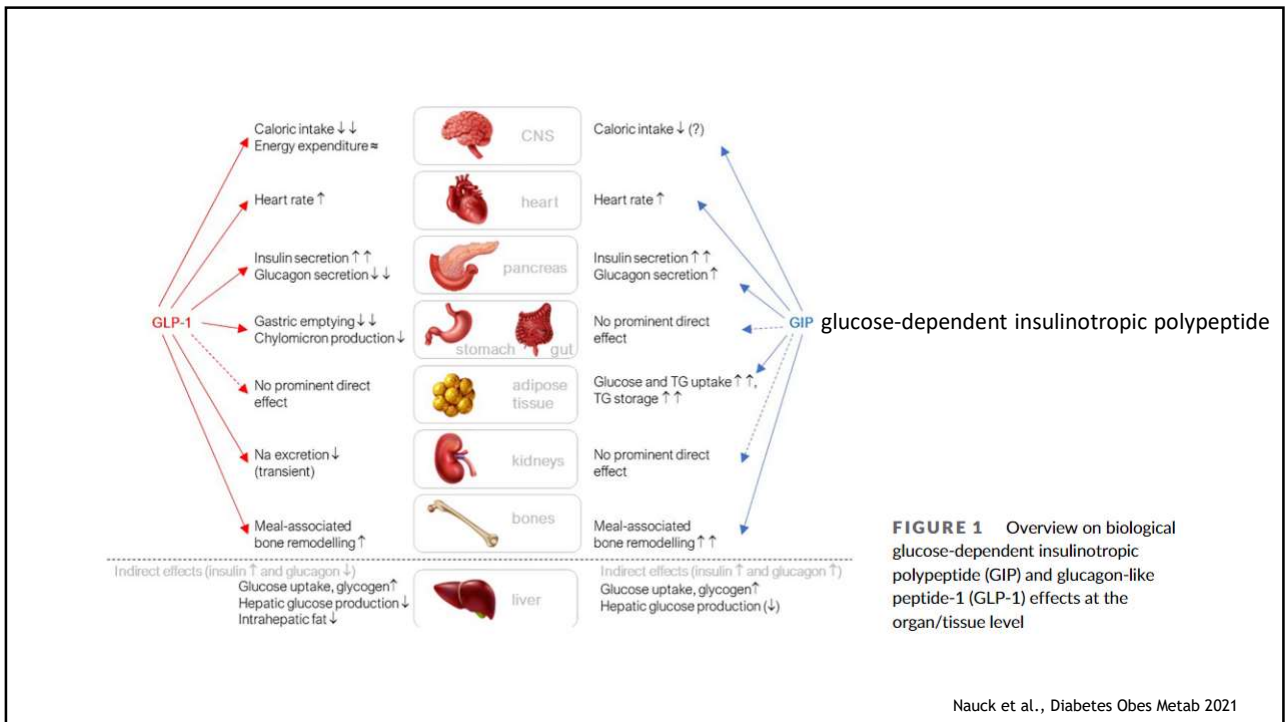 Caloric intake ↓ ↓
Energy expenditure ≈
CNS
Caloric intake ↓ (?)
Heart rate ↑
heart
Heart rate ↑
Insulin secretion ↑ ↑
Glucagon secretion ↓ ↓
pancreas
Insulin secretion ↑ ↑
Glucagon secretion ↑
GLP-1
Gastric emptying ↓ ↓
Chylomicron production ↓
stomach
gut
No prominent direct
effect
GIP glucose-dependent insulinotropic polypeptide
No prominent direct
effect
adipose
tissue
Glucose and TG uptake ↑ ↑,
TG storage ↑ ↑
Na excretion ↓
(transient)
kidneys
No prominent direct
effect
Meal-associated
bone remodelling ↑
bones
Meal-associated
bone remodelling ↑ ↑
Indirect effects (insulin ↑ and glucagon ↓)
Glucose uptake, glycogen↑
Hepatic glucose production ↓
Intrahepatic fat ↓
liver
Indirect effects (insulin ↑ and glucagon ↑)
Glucose uptake, glycogen↑
Hepatic glucose production (↓)
FIGURE 1 Overview on biological
glucose-dependent insulinotropic
polypeptide (GIP) and glucagon-like
peptide-1 (GLP-1) effects at the
organ/tissue level
Nauck et al., Diabetes Obes Metab 2021